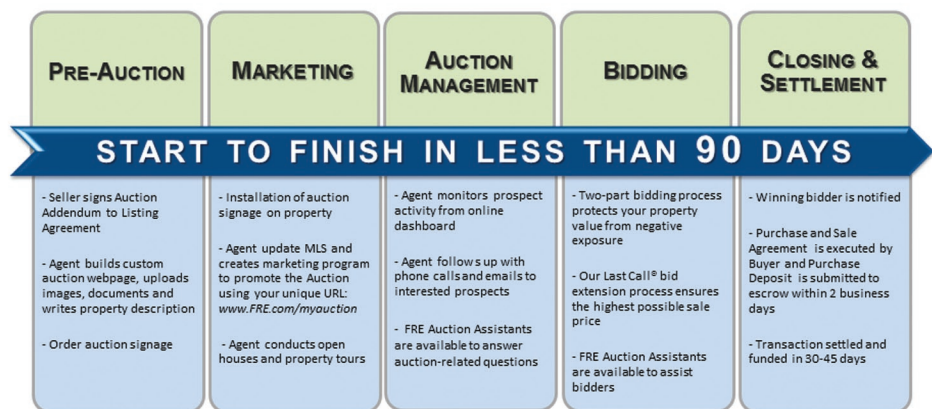 PRE-AUCTION
MARKETING
AUCTION
MANAGEMENT
BIDDING
CLOSING &
SETTLEMENT
START TO FINISH IN LESS THAN 90 DAYS
- Seller signs Auction
Addendum to Listing
Agreement
- Agent builds custom
auction webpage, uploads
images, documents and
writes property description
- Order auction signage
- Installation of auction
signage on property
- Agent update MLS and
creates marketing program
to promote the Auction
using your unique URL:
www.FRE.com/myauction
- Agent conducts open
houses and property tours
- Agent monitors prospect
activity from online
dashboard
- Agent follows up with
phone calls and emails to
interested prospects
- FRE Auction Assistants
are available to answer
auction-related questions
- Two-part bidding process
protects your property
value from negative
exposure
- Our Last Call® bid
extension process ensures
the highest possible sale
price
- FRE Auction Assistants
are available to assist
bidders
- Winning bidder is notified
- Purchase and Sale
Agreement is executed by
Buyer and Purchase
Deposit is submitted to
escrow within 2 business
days
- Transaction settled and
funded in 30-45 days